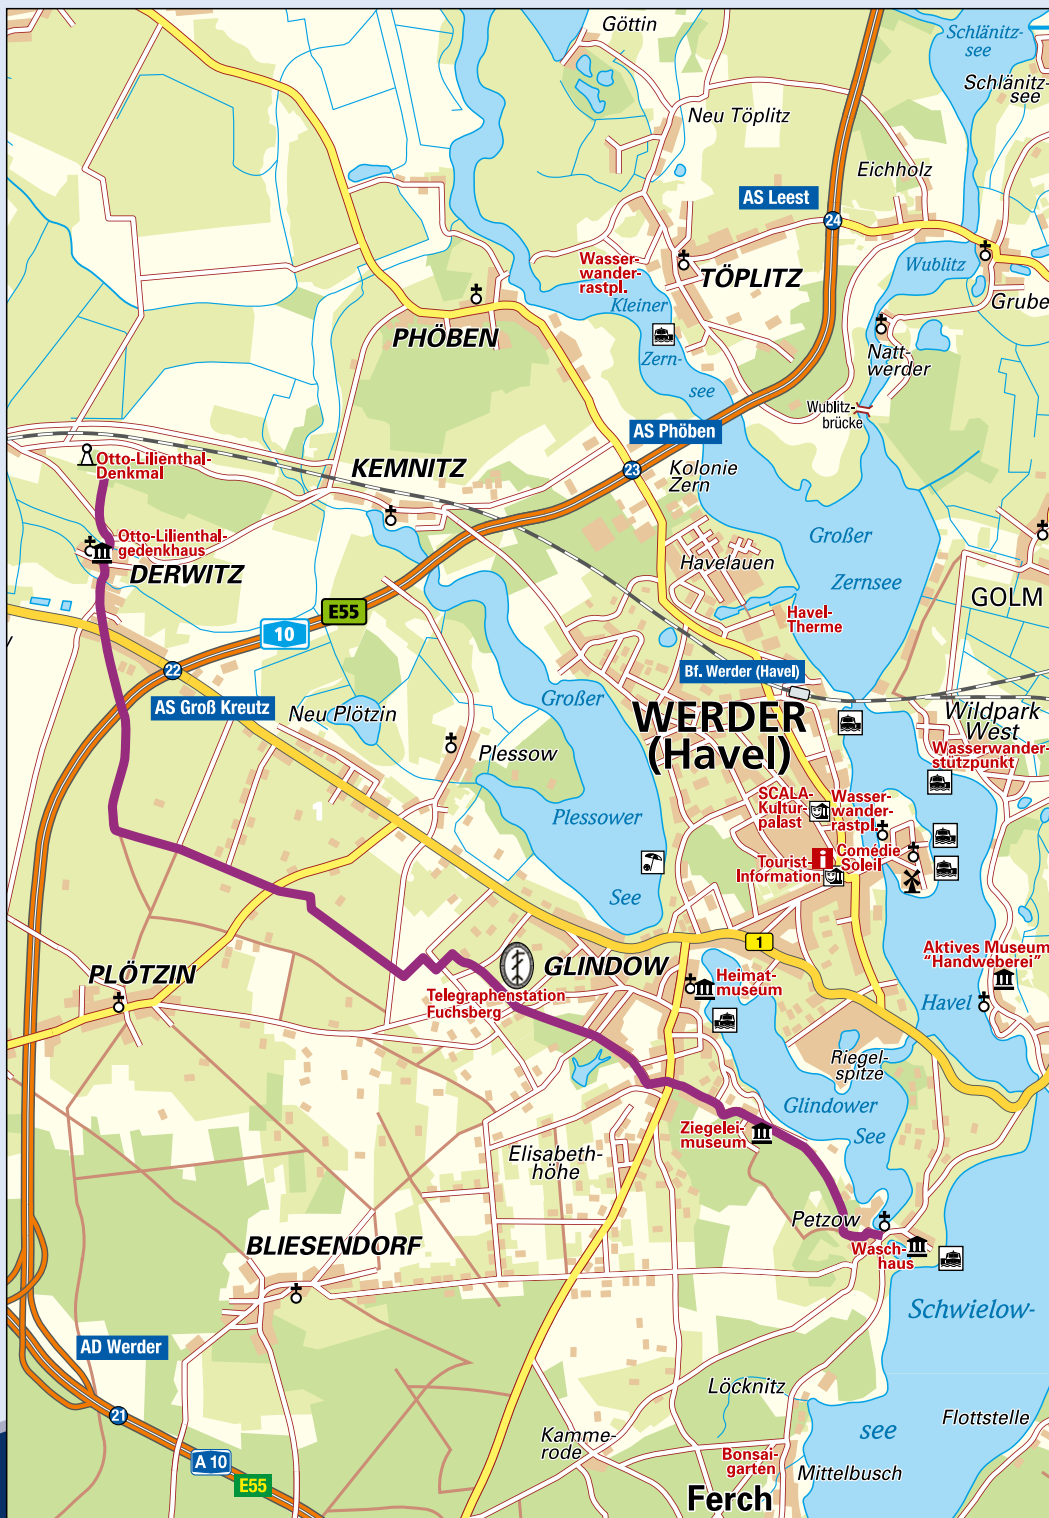 Göttin
Schlänitz-
see
Schlänitz-
see
Neu Töplitz
Eichholz
AS Leest
24
Wasser-
wander-
rastpl.
TÖPLITZ
Wublitz
Kleiner
Grube
PHÖBEN
Zern-
see
Natt-
werder
Wublitz-
brücke
AS Phöben
Otto-Lilienthal-
Denkmal
KEMNITZ
23
Kolonie
Zern
Otto-Lilienthal-
gedenkhaus
Großer
Zernsee
DERWITZ
Havelauen
GOLM
E55
10
Havel-
Therme
22
Bf. Werder (Havel)
AS Groß Kreutz
Neu Plötzin
Großer
WERDER
(Havel)
Wildpark
West
Plessow
Wasserwander-
stützpunkt
1
Plessower
See
SCALA-
Kultur-
palast
Wasser-
wander-
rastpl.
i
Comédie
Soleil
Tourist-
Information
1
Aktives Museum
"Handweberei"
PLÖTZIN
GLINDOW
Heimat-
museum
Telegraphenstation
Fuchsberg
Havel
Riegel-
spitze
Glindower
See
Ziegelei-
museum
Elisabeth-
höhe
Petzow
BLIESENDORF
Wasch-
haus
Schwielow-
see
AD Werder
Löcknitz
21
Flottstelle
Kamme-
rode
A 10
E55
Bonsai-
garten
Mittelbusch
Ferch